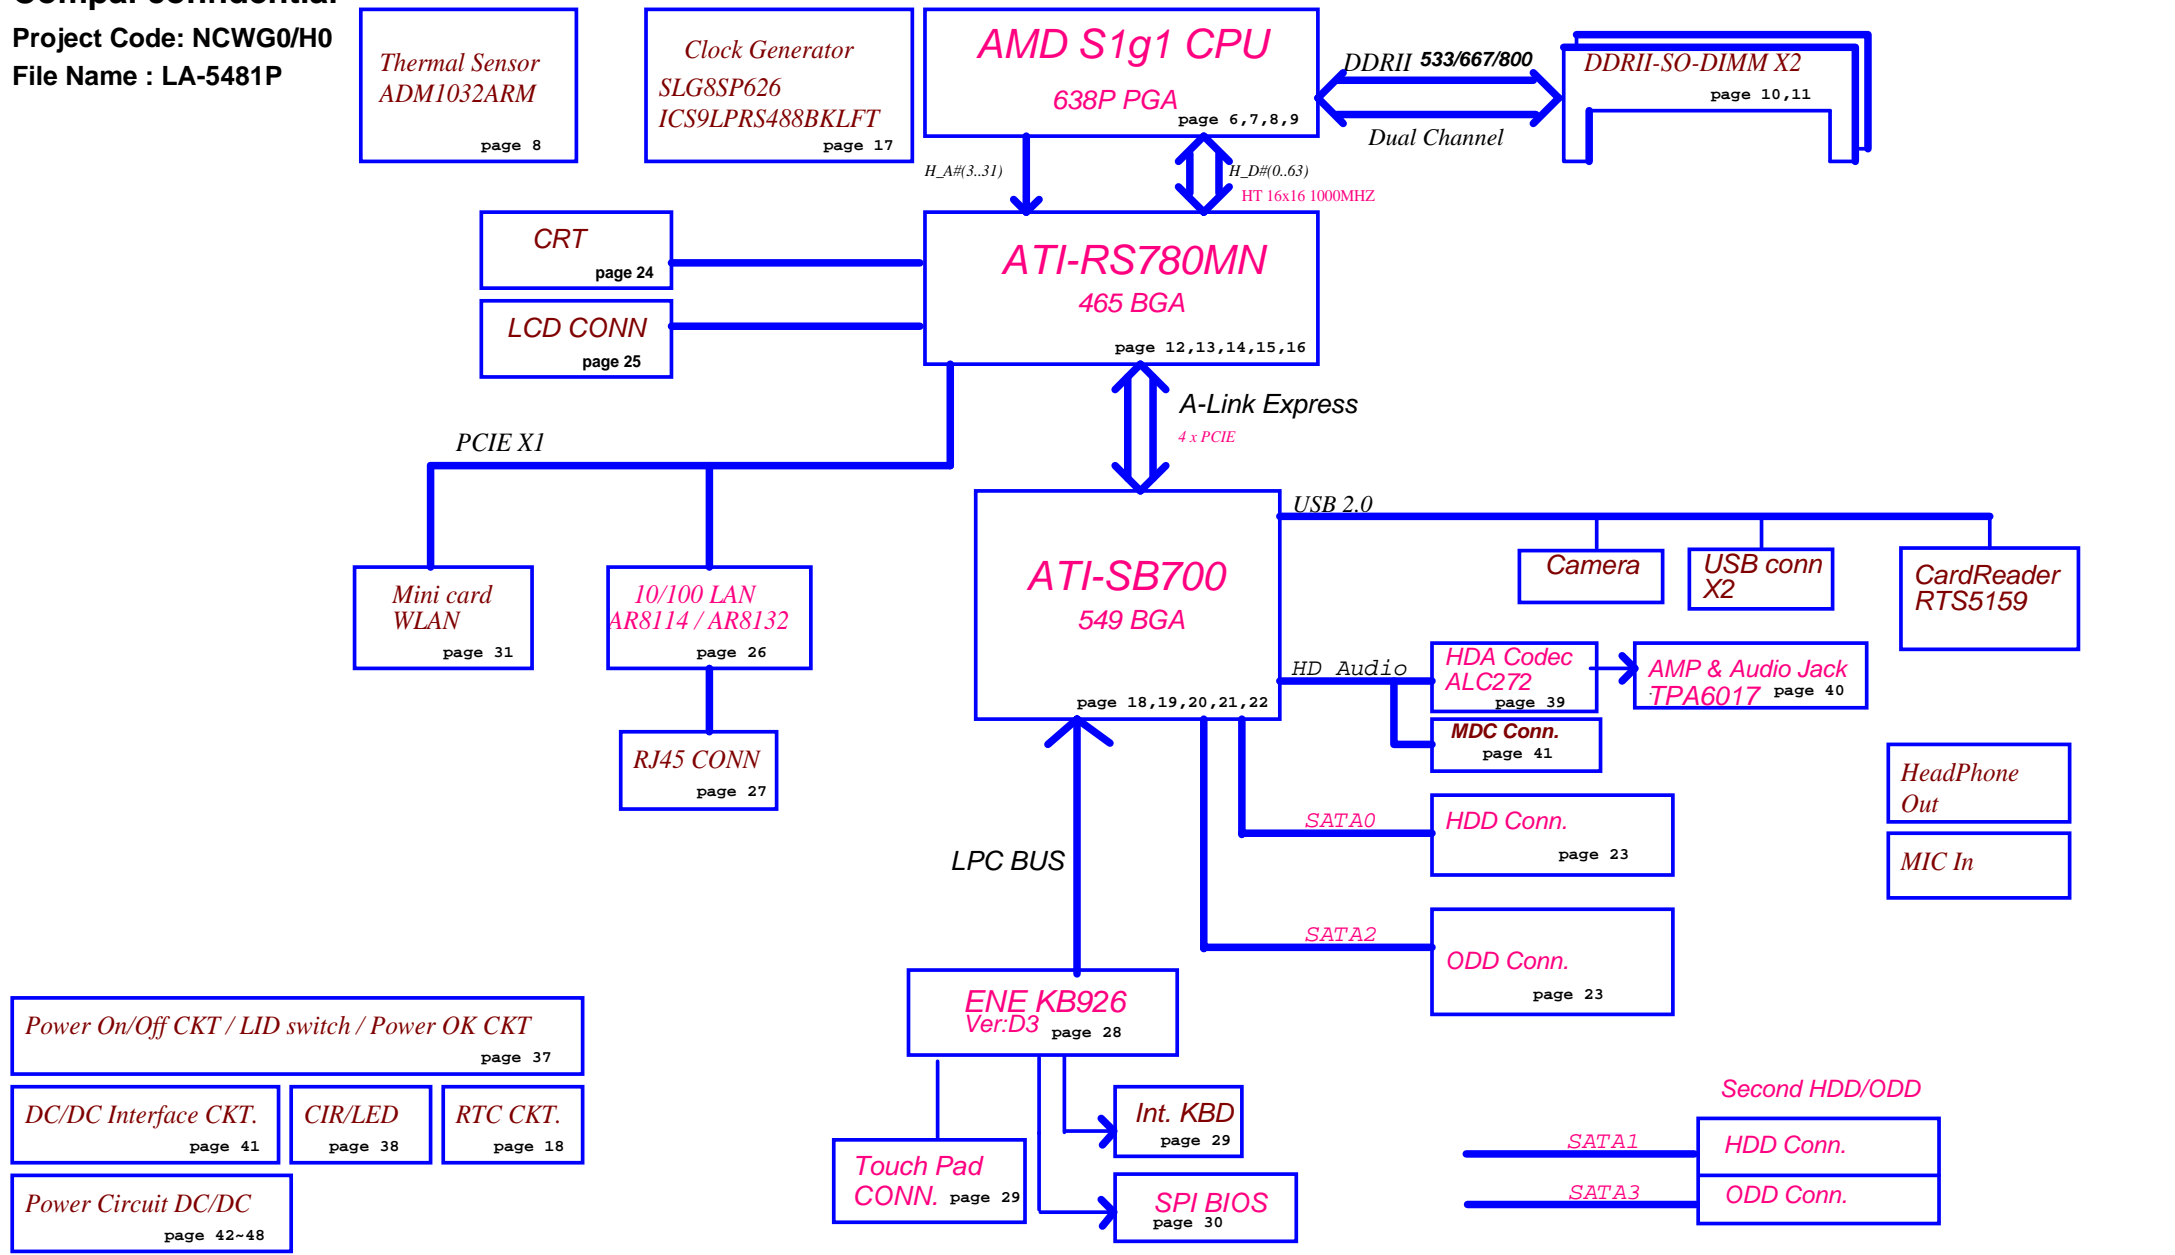 Compal confidential
Project Code: NCWG0/H0
File Name : LA-5481P
Thermal Sensor
ADM1032ARM
page 8
Clock Generator
SLG8SP626
ICS9LPRS488BKLFT
page 17
AMD S1g1 CPU
638P PGA
page 6,7,8,9
DDRII 533/667/800
Dual Channel
DDRII-SO-DIMM X2
page 10,11
H_A#(3..31)
H_D#(0..63)
HT 16x16 1000MHZ
CRT
page 24
LCD CONN
page 25
ATI-RS780MN
465 BGA
page 12,13,14,15,16
A-Link Express
4 x PCIE
PCIE X1
Mini card
WLAN
page 31
10/100 LAN
AR8114 / AR8132
page 26
RJ45 CONN
page 27
ATI-SB700
549 BGA
page 18,19,20,21,22
USB 2.0
Camera
USB conn
X2
CardReader
RTS5159
HD Audio
HDA Codec
ALC272
page 39
AMP & Audio Jack
TPA6017 page 40
MDC Conn.
page 41
HeadPhone
Out
MIC In
SATA0
HDD Conn.
page 23
SATA2
ODD Conn.
page 23
LPC BUS
ENE KB926
Ver:D3 page 28
Touch Pad
CONN. page 29
Int. KBD
page 29
SPI BIOS
page 30
Power On/Off CKT / LID switch / Power OK CKT
page 37
DC/DC Interface CKT.
page 41
CIR/LED
page 38
RTC CKT.
page 18
Power Circuit DC/DC
page 42~48
Second HDD/ODD
SATA1
HDD Conn.
SATA3
ODD Conn.